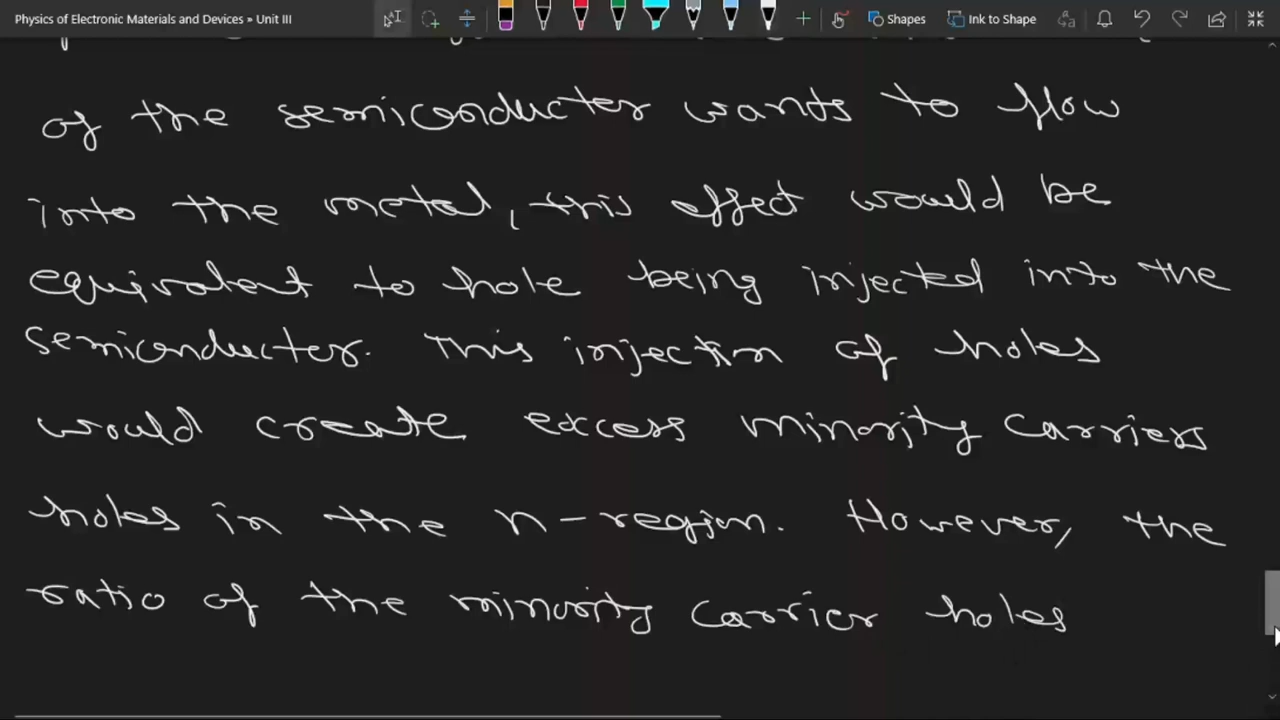 Physics of Electronic Materials and Devices » Unit III
Shapes
Ink to Shape
of the semiconductor wants to flow
into the metal, this effect would be
equivalent to hole being injected into the
semiconductor. This injection of holes
would create excess minority carriers
holes in the n-region. However, the
ratio of the minority carrier holes